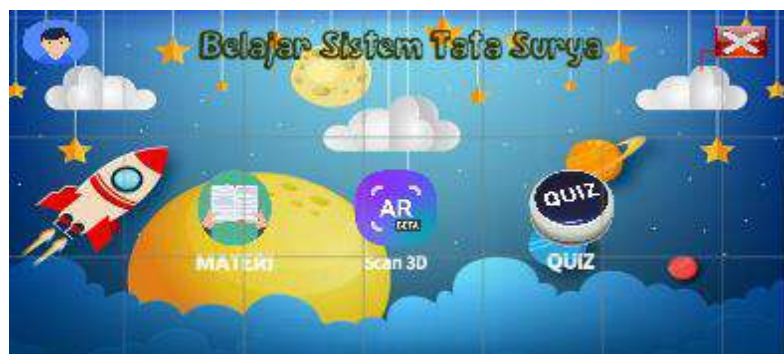 Belajar Sistem Tata Surya
AR
BETA
QUIZ
MATERI
Scan 3D
QUIZ